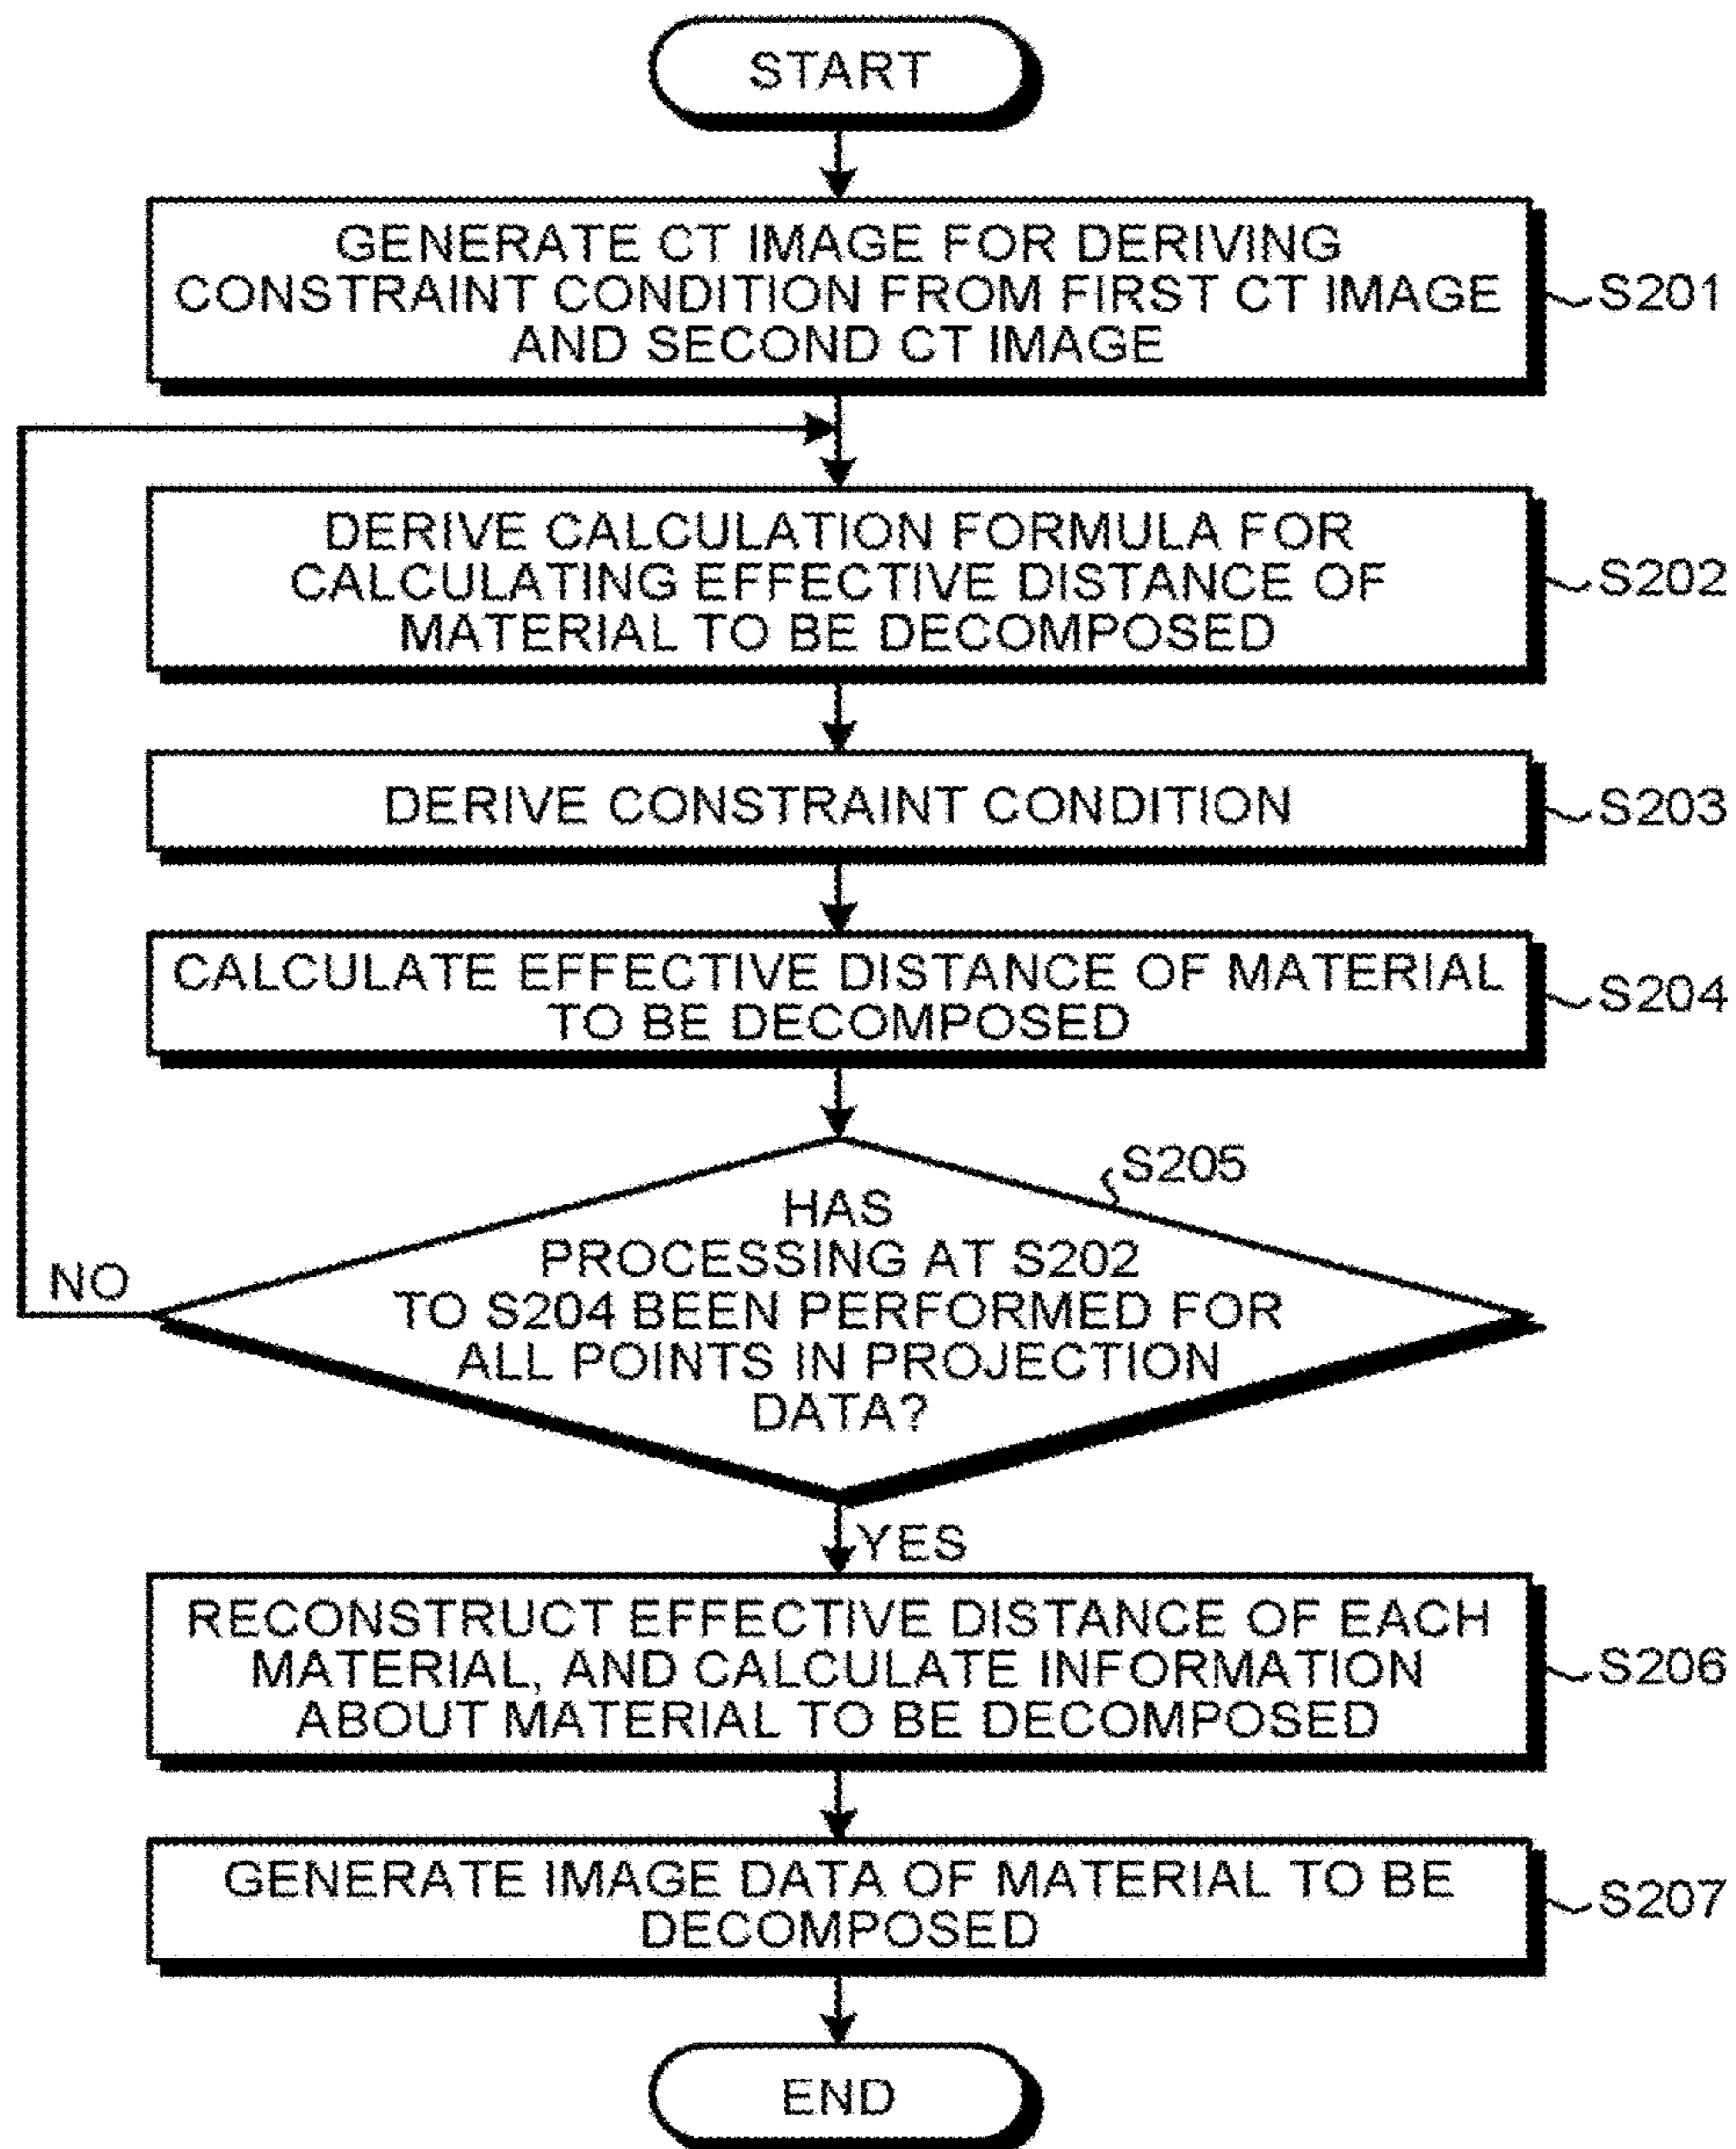 START
GENERATE CT IMAGE FOR DERIVING
CONSTRAINT CONDITION FROM FIRST CT IMAGE
AND SECOND CT IMAGE
S201
DERIVE CALCULATION FORMULA FOR
CALCULATING EFFECTIVE DISTANCE OF
MATERIAL TO BE DECOMPOSED
S202
DERIVE CONSTRAINT CONDITION
S203
CALCULATE EFFECTIVE DISTANCE OF MATERIAL
TO BE DECOMPOSED
S204
S205
HAS
PROCESSING AT S202
TO S204 BEEN PERFORMED FOR
ALL POINTS IN PROJECTION
DATA?
NO
YES
RECONSTRUCT EFFECTIVE DISTANCE OF EACH
MATERIAL, AND CALCULATE INFORMATION
ABOUT MATERIAL TO BE DECOMPOSED
S206
GENERATE IMAGE DATA OF MATERIAL TO BE
DECOMPOSED
S207
END